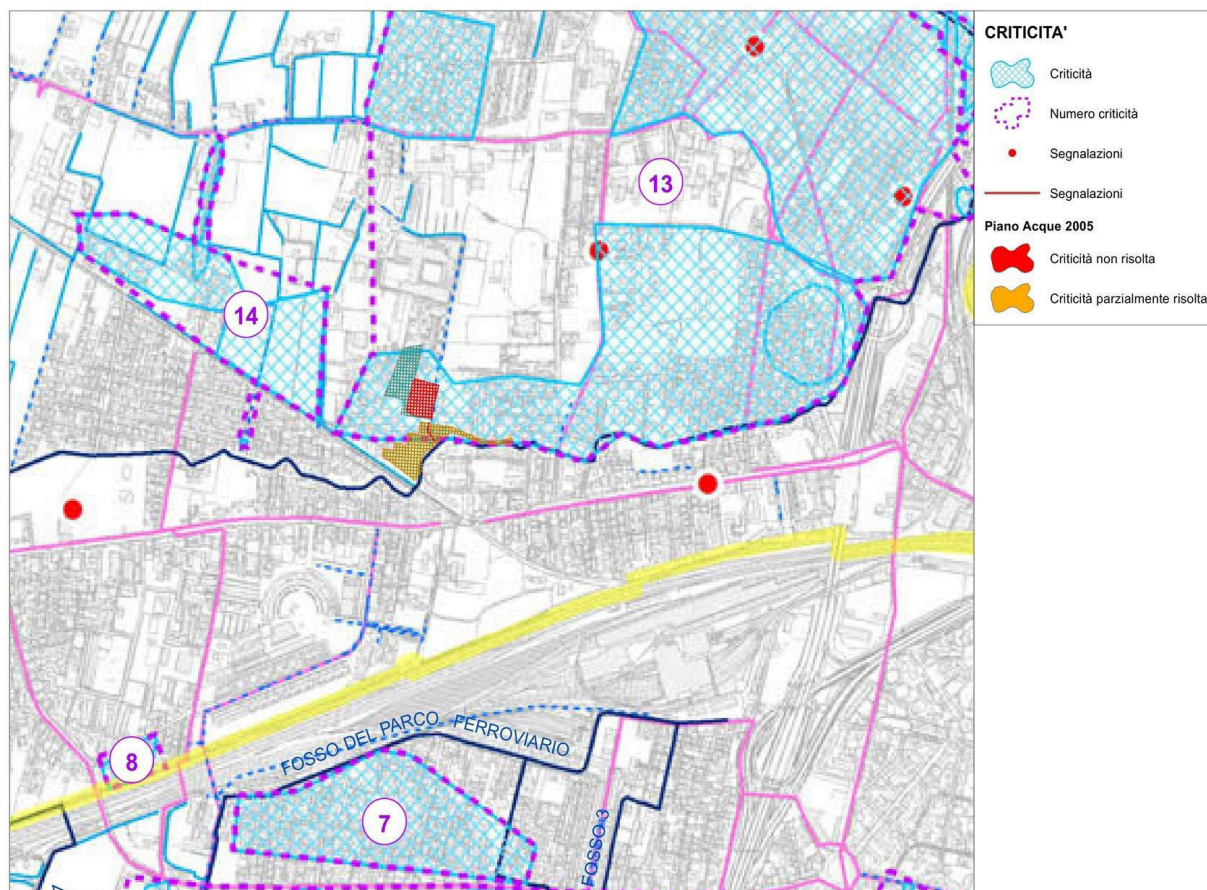 CRITICITA'
Criticità
Numero criticità
Segnalazioni
Segnalazioni
Piano Acque 2005
Criticità non risolta
Criticità parzialmente risolta
13
14
8
FOSSO DEL PARCO FERROVIARIO
7
FOSSO 3